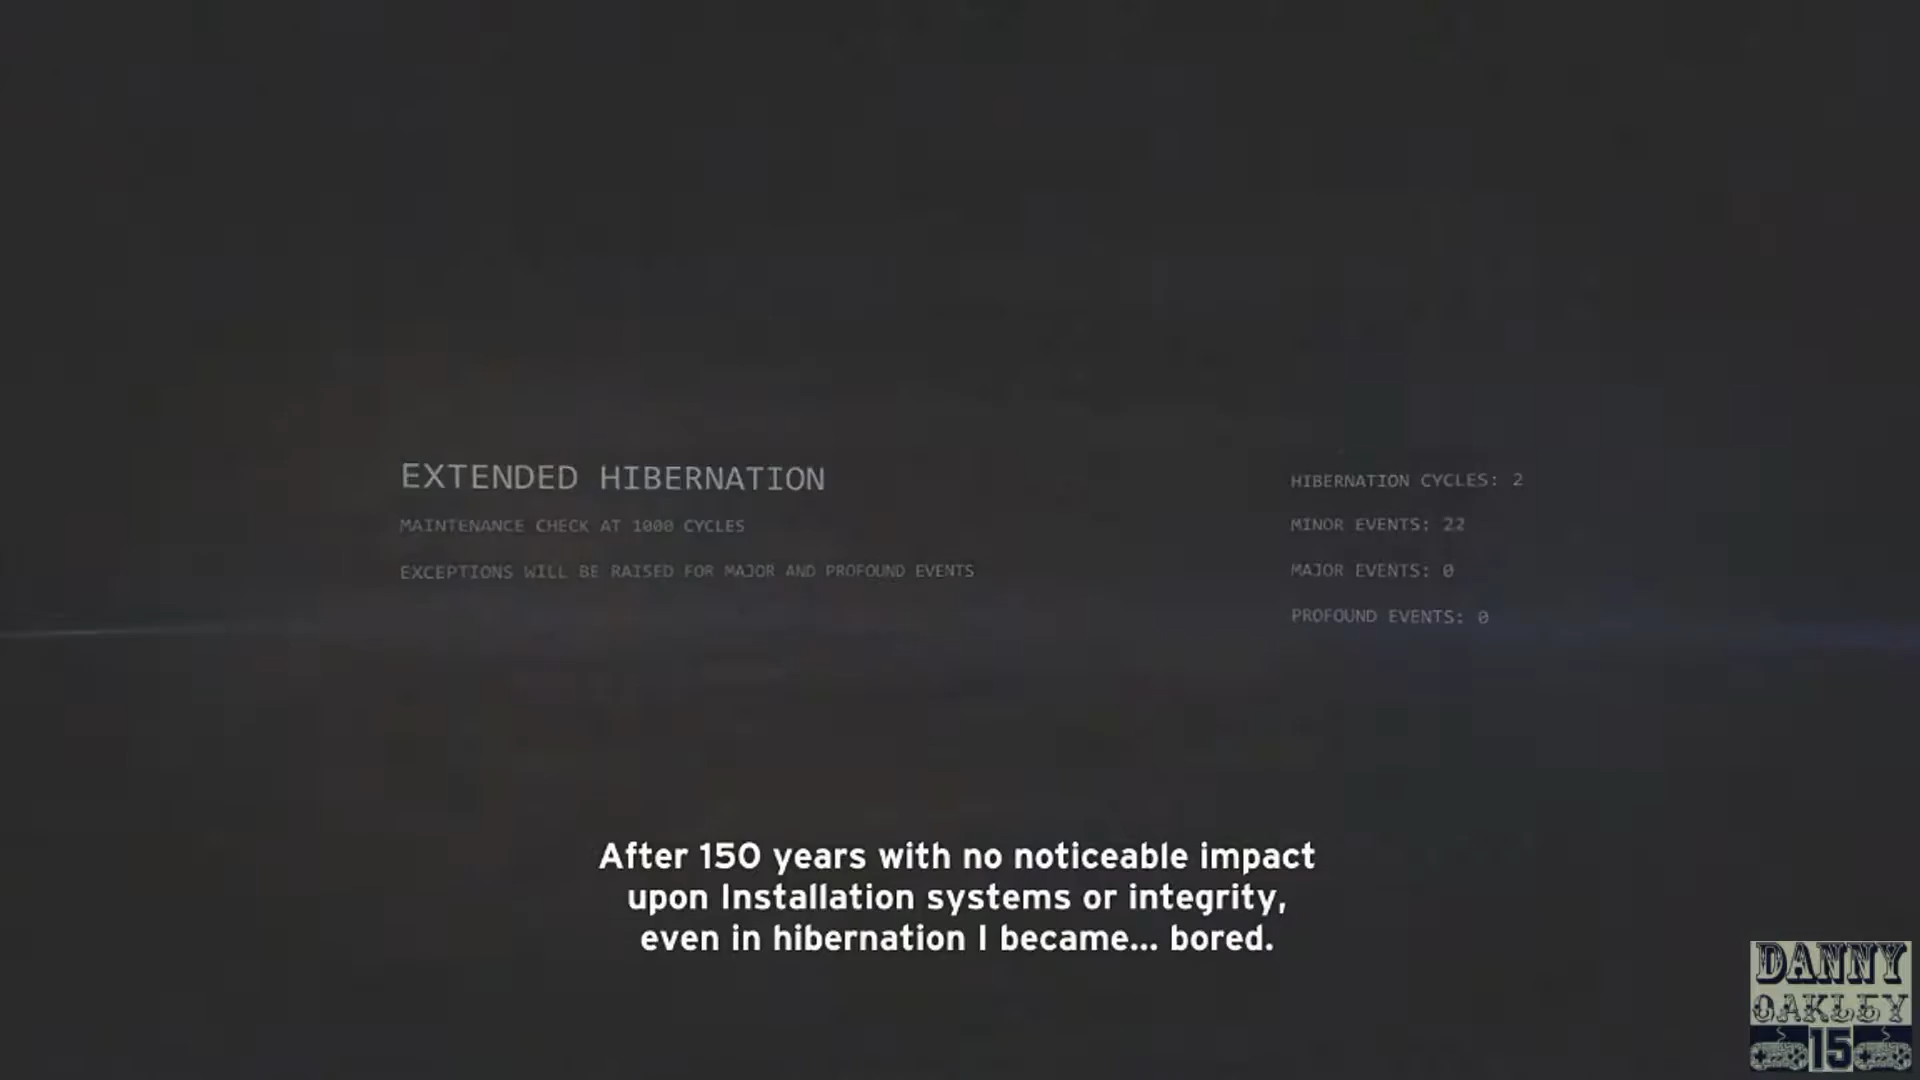 EXTENDED HIBERNATION
MAINTENANCE CHECK AT 1000 CYCLES
EXCEPTIONS WILL BE RAISED FOR MAJOR AND PROFOUND EVENTS
HIBERNATION CYCLES: 2
MINOR EVENTS: 22
MAJOR EVENTS: 0
PROFOUND EVENTS: 0
After 150 years with no noticeable impact
upon Installation systems or integrity,
even in hibernation I became... bored.
DANNY
OAKLEY
15